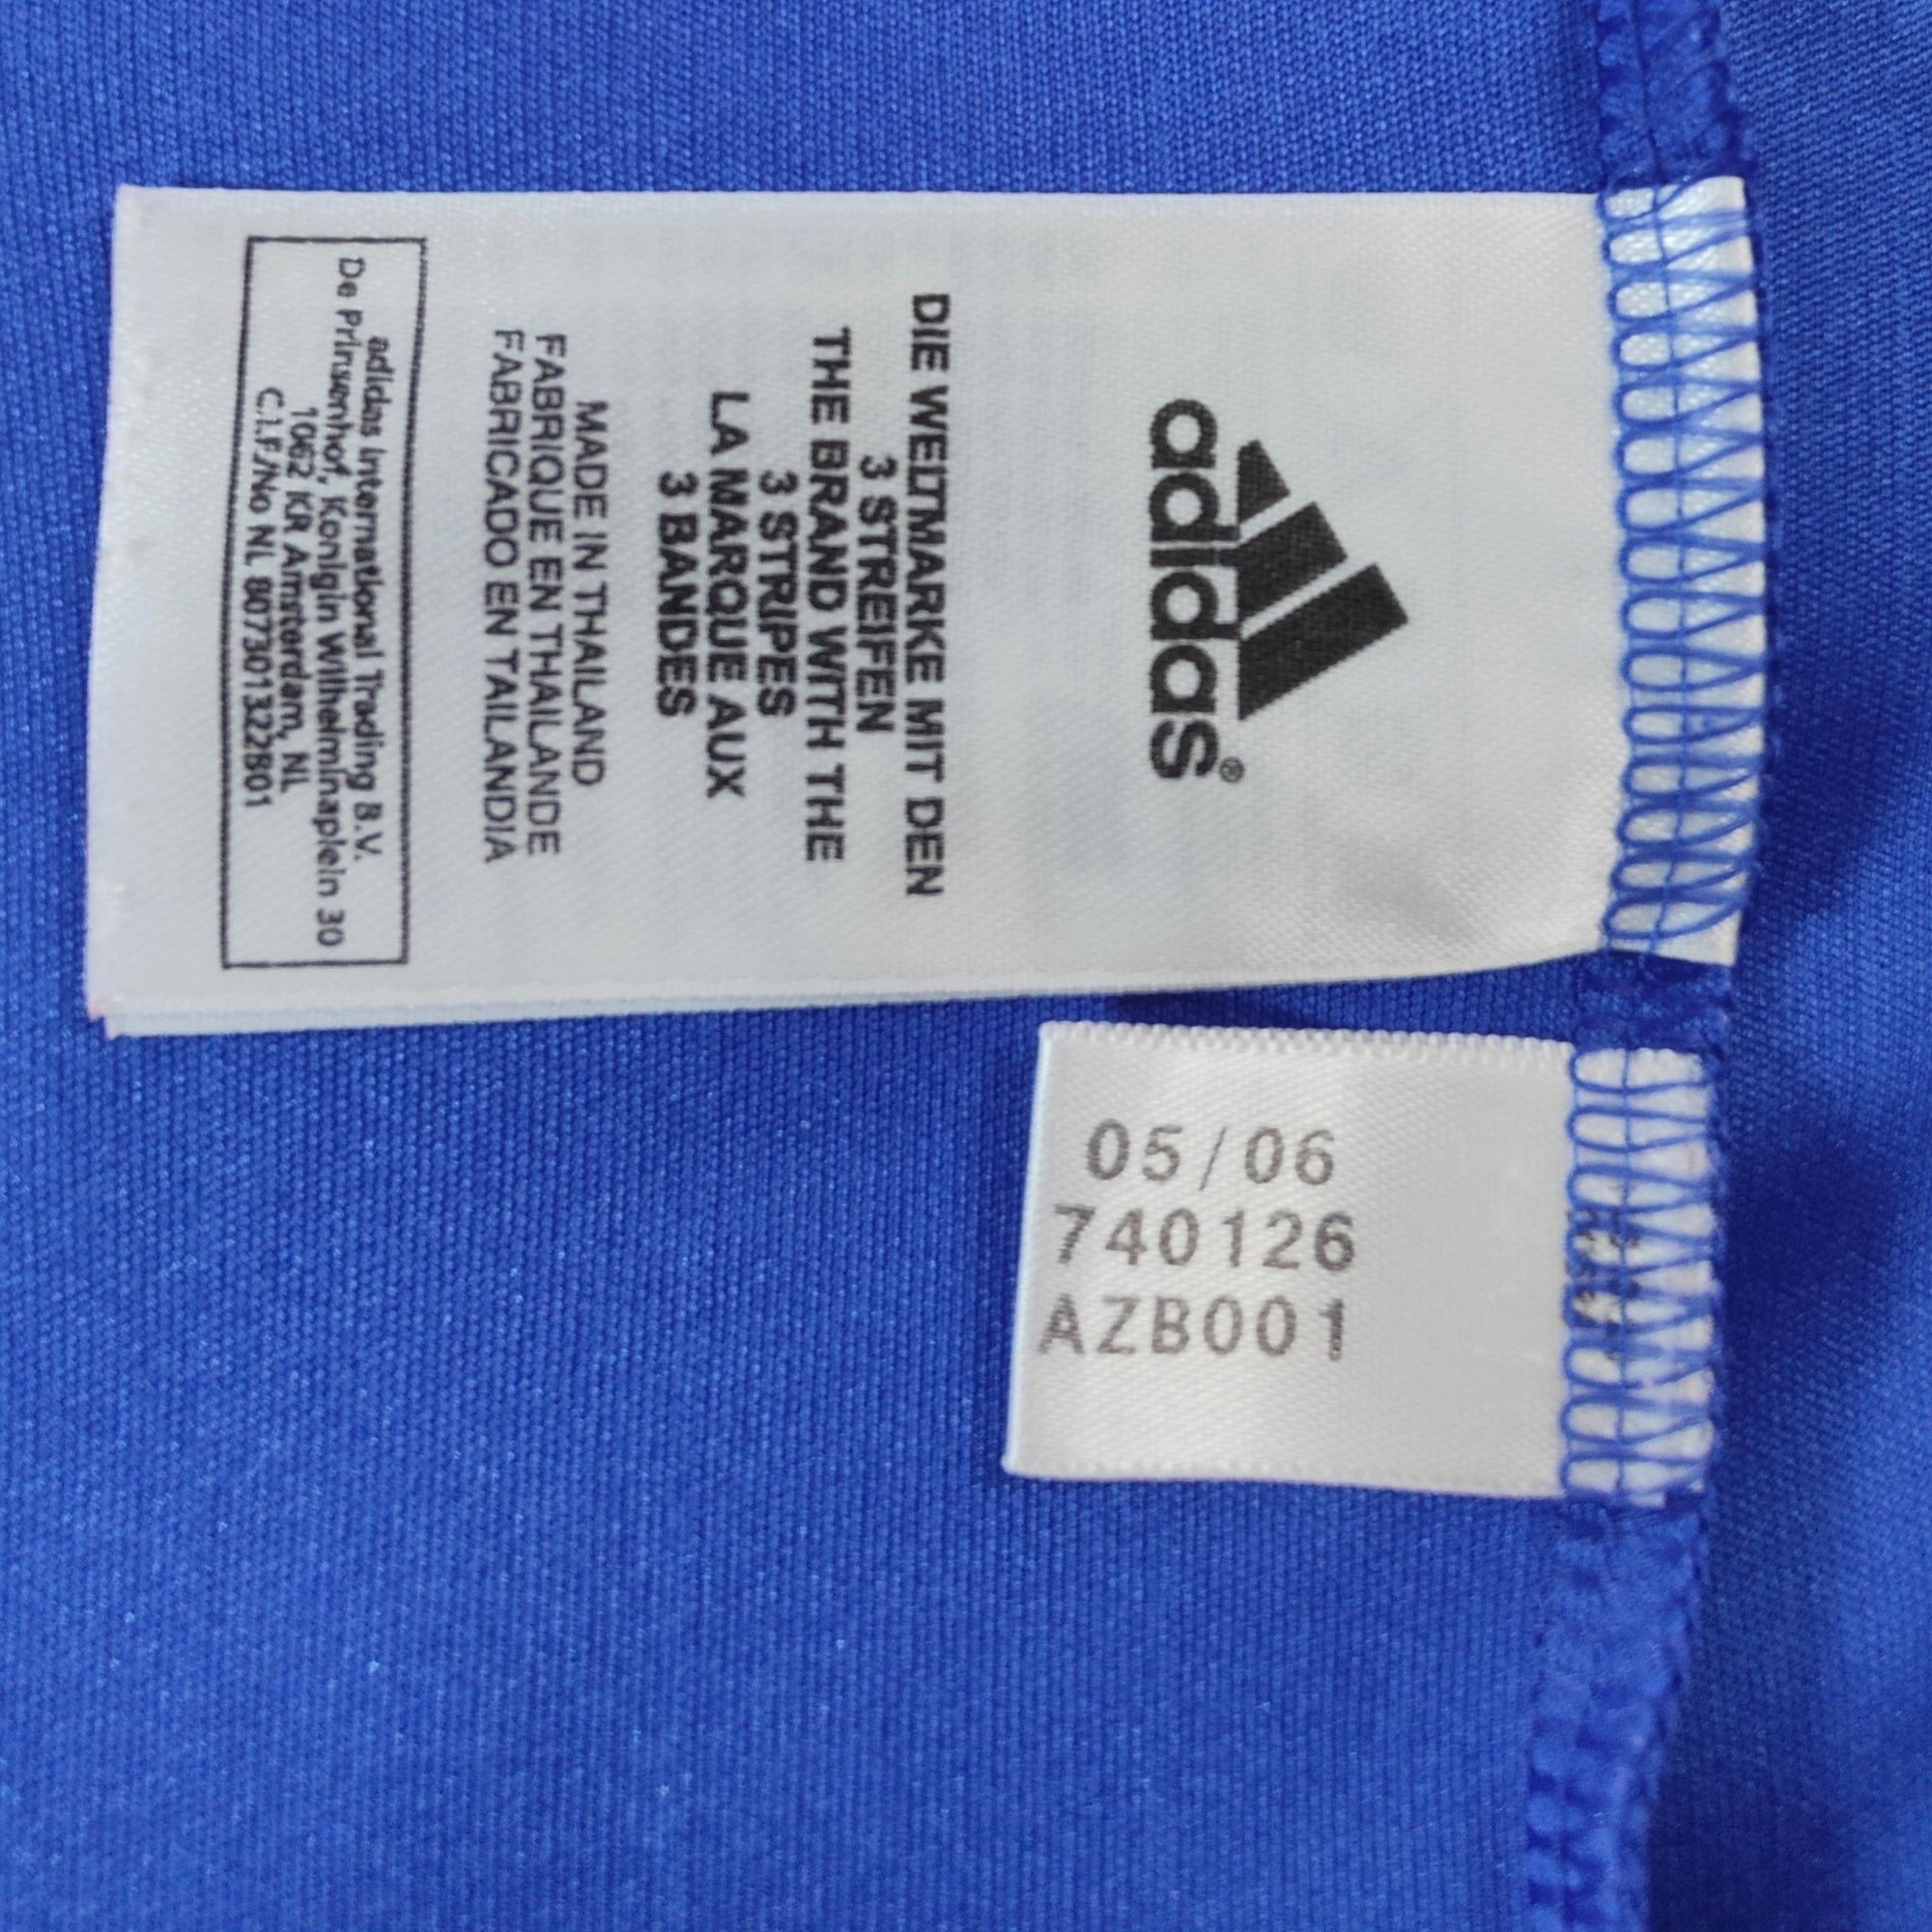 adidas®
DIE WELTMARKE MIT DEN
3 STREIFEN
THE BRAND WITH THE
3 STRIPES
LA MARQUE AUX
3 BANDES
MADE IN THAILAND
FABRIQUE EN THAILANDE
FABRICADO EN TAILANDIA
adidas International Trading B.V.
De Prinsenhof, Konigin Wilhelminaplein 30
1062 KR Amsterdam, NL
C.I.F./No NL 807301322B01
05/06
740126
AZB001